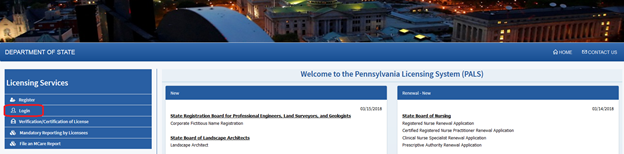 DEPARTMENT OF STATE
HOME
CONTACT US
Licensing Services
Register
Login
Verification/Certification of License
Mandatory Reporting by Licensees
File an MCare Report
Welcome to the Pennsylvania Licensing System (PALS)
New
02/15/2018
State Registration Board for Professional Engineers, Land Surveyors, and Geologists
Corporate Fictitious Name Registration
State Board of Landscape Architects
Landscape Architect
Renewal - New
02/14/2018
State Board of Nursing
Registered Nurse Renewal Application
Certified Registered Nurse Practitioner Renewal Application
Clinical Nurse Specialist Renewal Application
Prescriptive Authority Renewal Application